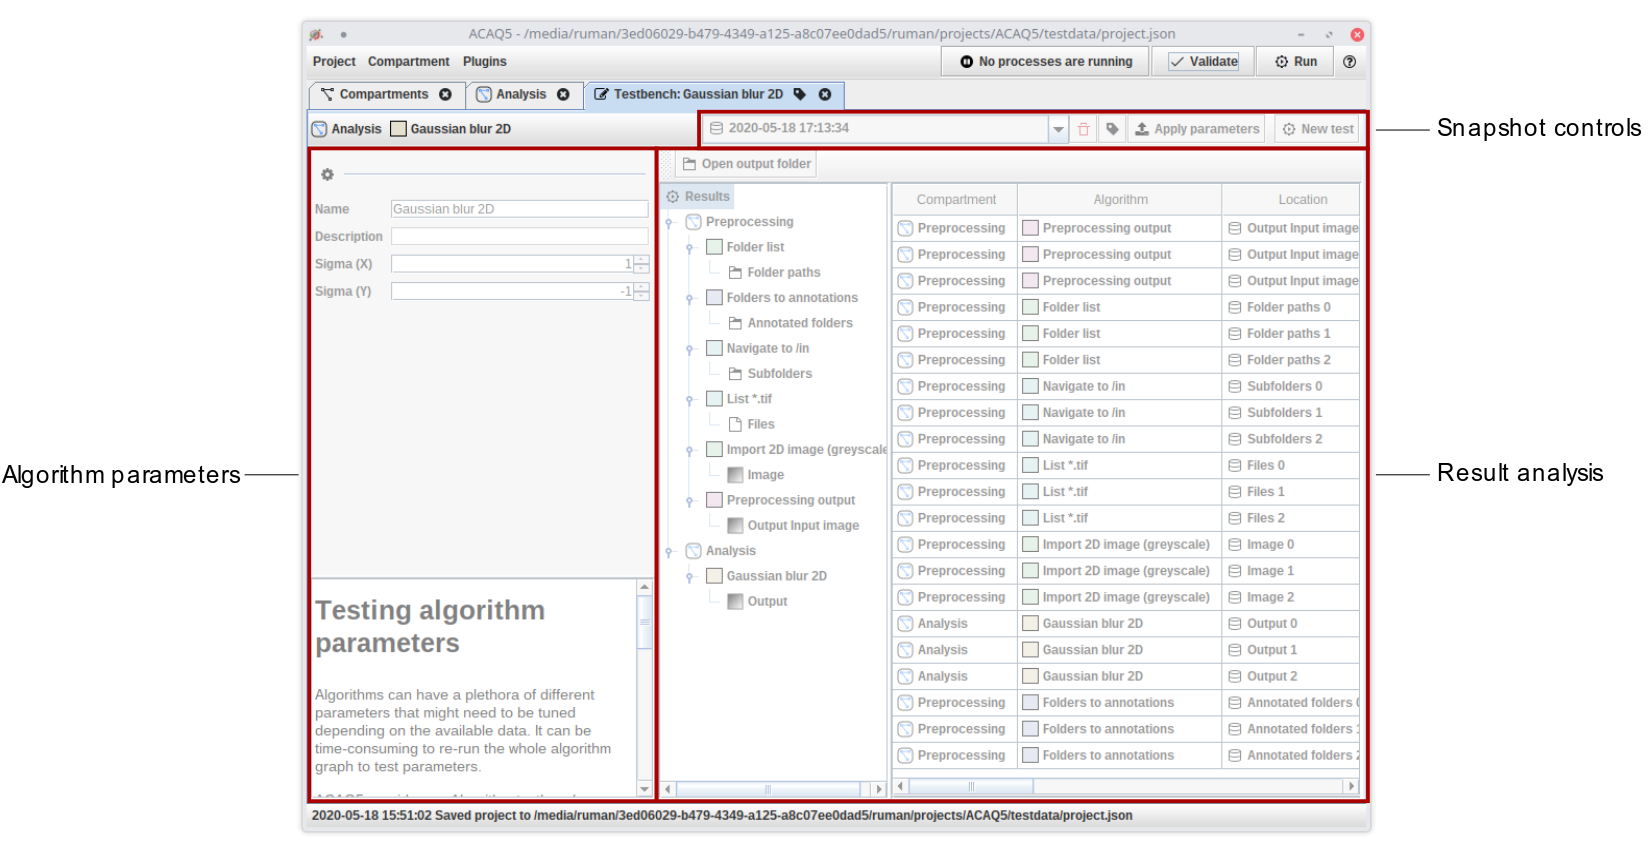 ACAQ5 - /media/ruman/3ed06029-b479-4349-a125-a8c07ee0dad5/ruman/projects/ACAQ5/testdata/project.json
Project Compartment Plugins No processes are running Validate Run
Compartments Analysis Testbench: Gaussian blur 2D
Analysis Gaussian blur 2D 2020-05-18 17:13:34 Apply parameters New test
Snapshot controls
Algorithm parameters
Name Gaussian blur 2D
Description
Sigma (X) 1
Sigma (Y) -1
Testing algorithm
parameters
Algorithms can have a plethora of different
parameters that might need to be tuned
depending on the available data. It can be
time-consuming to re-run the whole algorithm
graph to test parameters.
Open output folder
Results
Preprocessing
Folder list
Folder paths
Folders to annotations
Annotated folders
Navigate to /in
Subfolders
List *.tif
Files
Import 2D image (greyscale
Image
Preprocessing output
Output Input image
Analysis
Gaussian blur 2D
Output
Compartment Algorithm Location
Preprocessing Preprocessing output Output Input image
Preprocessing Preprocessing output Output Input image
Preprocessing Preprocessing output Output Input image
Preprocessing Folder list Folder paths 0
Preprocessing Folder list Folder paths 1
Preprocessing Folder list Folder paths 2
Preprocessing Navigate to /in Subfolders 0
Preprocessing Navigate to /in Subfolders 1
Preprocessing Navigate to /in Subfolders 2
Preprocessing List *.tif Files 0
Preprocessing List *.tif Files 1
Preprocessing List *.tif Files 2
Preprocessing Import 2D image (greyscale) Image 0
Preprocessing Import 2D image (greyscale) Image 1
Preprocessing Import 2D image (greyscale) Image 2
Analysis Gaussian blur 2D Output 0
Analysis Gaussian blur 2D Output 1
Analysis Gaussian blur 2D Output 2
Preprocessing Folders to annotations Annotated folders
Preprocessing Folders to annotations Annotated folders
Preprocessing Folders to annotations Annotated folders
Result analysis
2020-05-18 15:51:02 Saved project to /media/ruman/3ed06029-b479-4349-a125-a8c07ee0dad5/ruman/projects/ACAQ5/testdata/project.json